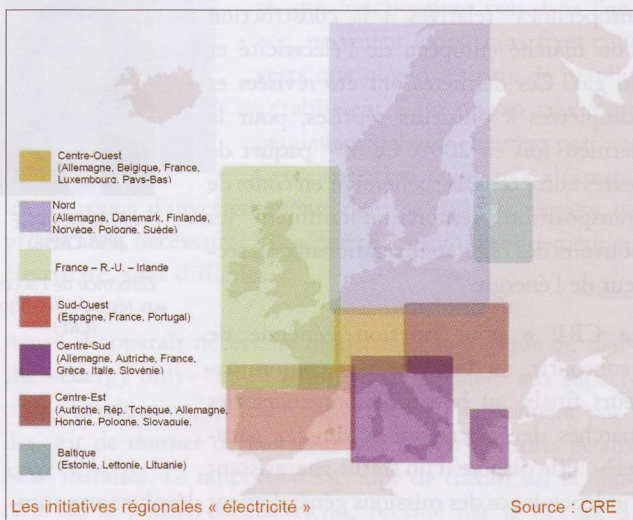 Centre-Ouest
(Allemagne, Belgique, France,
Luxembourg, Pays-Bas)
Nord
(Allemagne, Danemark, Finlande,
Norvège, Pologne, Suède)
France – R.-U. – Irlande
Sud-Ouest
(Espagne, France, Portugal)
Centre-Sud
(Allemagne, Autriche, France,
Grèce, Italie, Slovénie)
Centre-Est
(Autriche, Rép. Tchèque, Allemagne,
Hongrie, Pologne, Slovaquie,
Baltique
(Estonie, Lettonie, Lituanie)
Les initiatives régionales « électricité »
Source : CRE